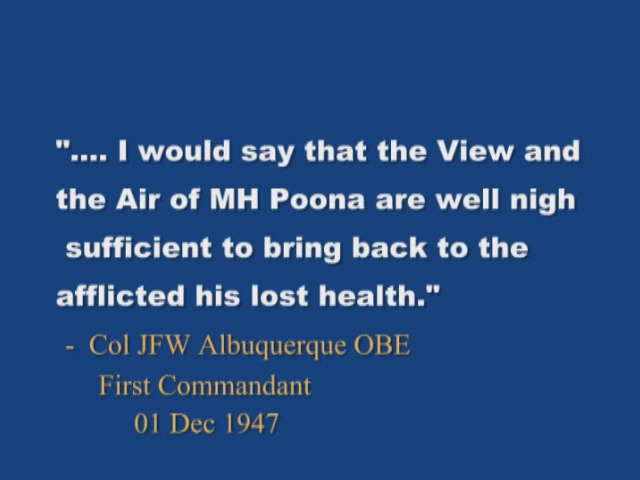 ".... I would say that the View and
the Air of MH Poona are well nigh
sufficient to bring back to the
afflicted his lost health."
- Col JFW Albuquerque OBE
First Commandant
01 Dec 1947